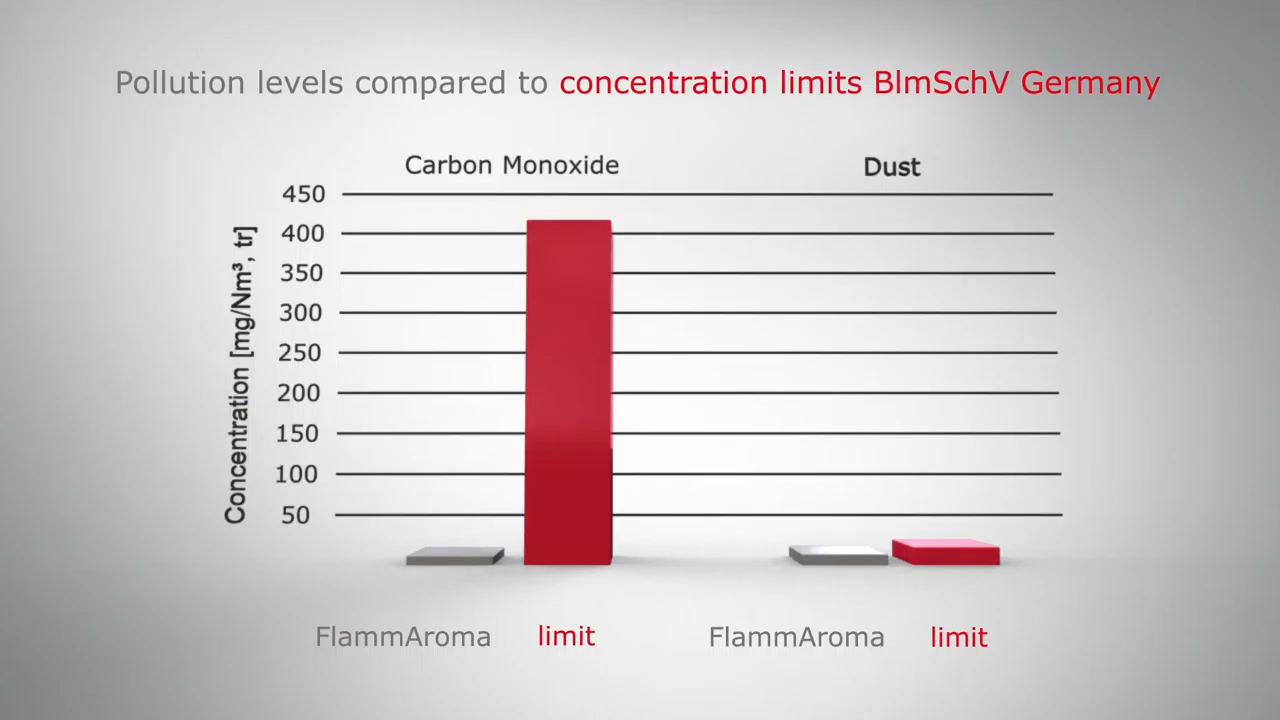 Pollution levels compared to concentration limits BlmSchV Germany
Carbon Monoxide
Dust
Concentration [mg/Nm³, tr]
450
400
350
300
250
200
150
100
50
FlammAroma
limit
FlammAroma
limit